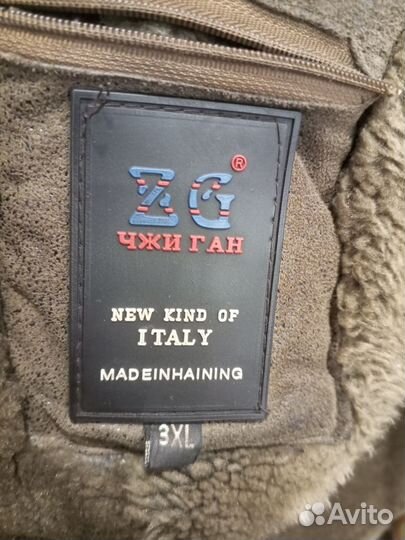 ZG®
ЧЖИ ГАН
NEW KIND OF
ITALY
MADEINHAINING
3XL
Avito